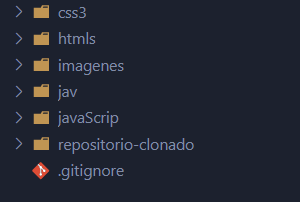 css3
htmls
imagenes
jav
javaScrip
repositorio-clonado
.gitignore